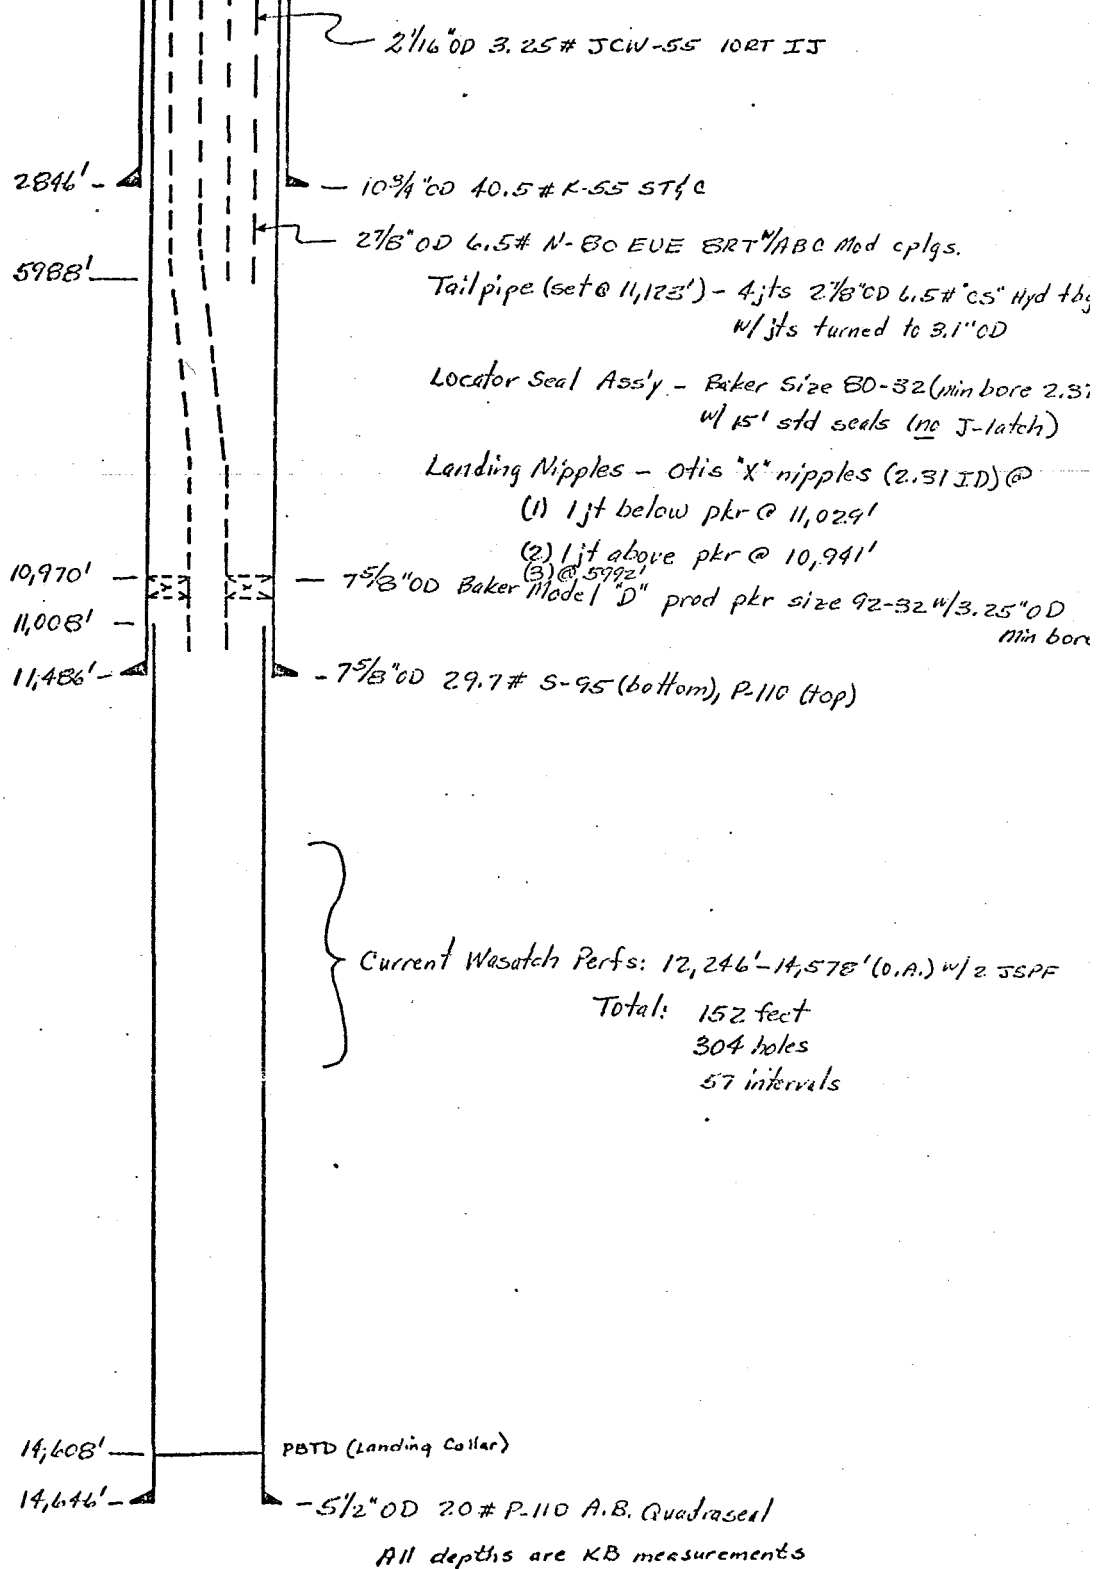 2 1/16" OD 3.25# JCW-55 10RT IJ
2846' - 10 3/4" OD 40.5# K-55 ST&C
2 7/8" OD 6.5# N-80 EUE 8RT w/ABC Mod cplgs.
5988'
Tailpipe (set @ 11,123') - 4 jts 2 7/8" OD 6.5# "CS" Hyd tbg
w/ jts turned to 3.1" OD
Locator Seal Ass'y - Baker Size 80-32 (min bore 2.3
w/ 15' std seals (no J-latch)
Landing Nipples - Otis "X" nipples (2.31 ID) @
(1) 1 jt below pkr @ 11,029'
(2) 1 jt above pkr @ 10,941'
(3) @ 5992'
10,970' - 7 5/8" OD Baker Model "D" prod pkr size 92-32 w/3.25" OD
min bore
11,008'
11,486' - 7 5/8" OD 29.7# S-95 (bottom), P-110 (top)
Current Wasatch Perfs: 12,246'-14,578' (O.A.) w/ 2 JSPF
Total: 152 feet
304 holes
57 intervals
14,608' PBTD (Landing Collar)
14,646' - 5 1/2" OD 20# P-110 A.B. Quadraseal
All depths are KB measurements